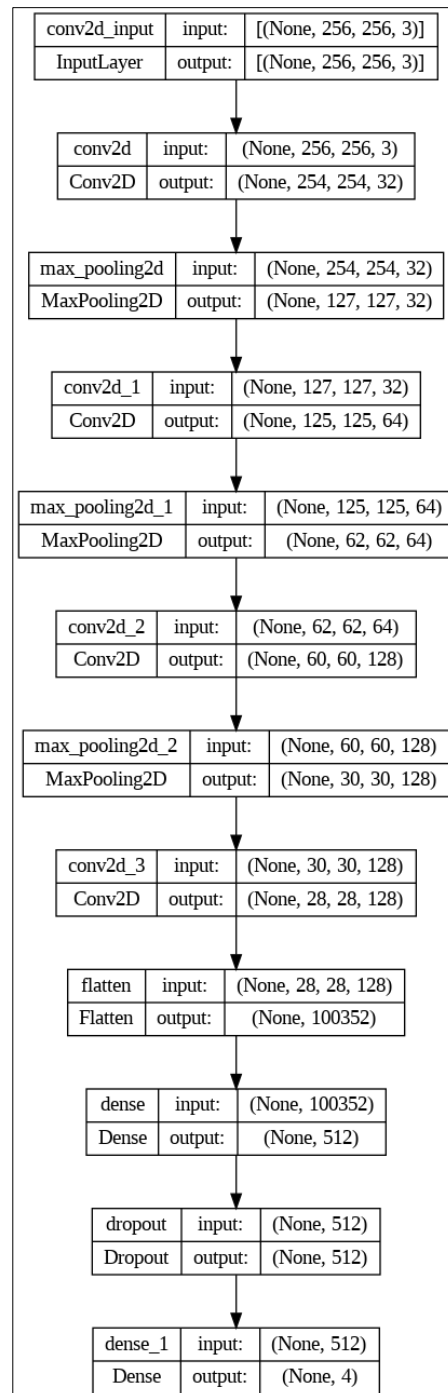 conv2d_input input: [(None, 256, 256, 3)]
InputLayer output: [(None, 256, 256, 3)]
conv2d input: (None, 256, 256, 3)
Conv2D output: (None, 254, 254, 32)
max_pooling2d input: (None, 254, 254, 32)
MaxPooling2D output: (None, 127, 127, 32)
conv2d_1 input: (None, 127, 127, 32)
Conv2D output: (None, 125, 125, 64)
max_pooling2d_1 input: (None, 125, 125, 64)
MaxPooling2D output: (None, 62, 62, 64)
conv2d_2 input: (None, 62, 62, 64)
Conv2D output: (None, 60, 60, 128)
max_pooling2d_2 input: (None, 60, 60, 128)
MaxPooling2D output: (None, 30, 30, 128)
conv2d_3 input: (None, 30, 30, 128)
Conv2D output: (None, 28, 28, 128)
flatten input: (None, 28, 28, 128)
Flatten output: (None, 100352)
dense input: (None, 100352)
Dense output: (None, 512)
dropout input: (None, 512)
Dropout output: (None, 512)
dense_1 input: (None, 512)
Dense output: (None, 4)